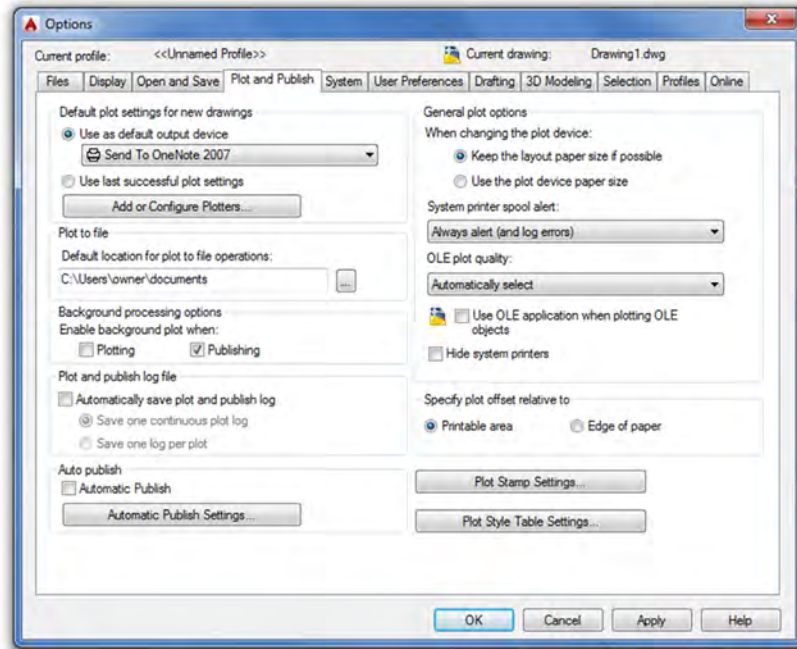 Options
Current profile: <<Unnamed Profile>> Current drawing: Drawing1.dwg
Files Display Open and Save Plot and Publish System User Preferences Drafting 3D Modeling Selection Profiles Online
Default plot settings for new drawings
Use as default output device
Send To OneNote 2007
Use last successful plot settings
Add or Configure Plotters...
Plot to file
Default location for plot to file operations:
C:\Users\owner\documents
...
Background processing options
Enable background plot when:
Plotting Publishing
Plot and publish log file
Automatically save plot and publish log
Save one continuous plot log
Save one log per plot
Auto publish
Automatic Publish
Automatic Publish Settings...
General plot options
When changing the plot device:
Keep the layout paper size if possible
Use the plot device paper size
System printer spool alert:
Always alert (and log errors)
OLE plot quality:
Automatically select
Use OLE application when plotting OLE
objects
Hide system printers
Specify plot offset relative to
Printable area Edge of paper
Plot Stamp Settings...
Plot Style Table Settings...
OK Cancel Apply Help